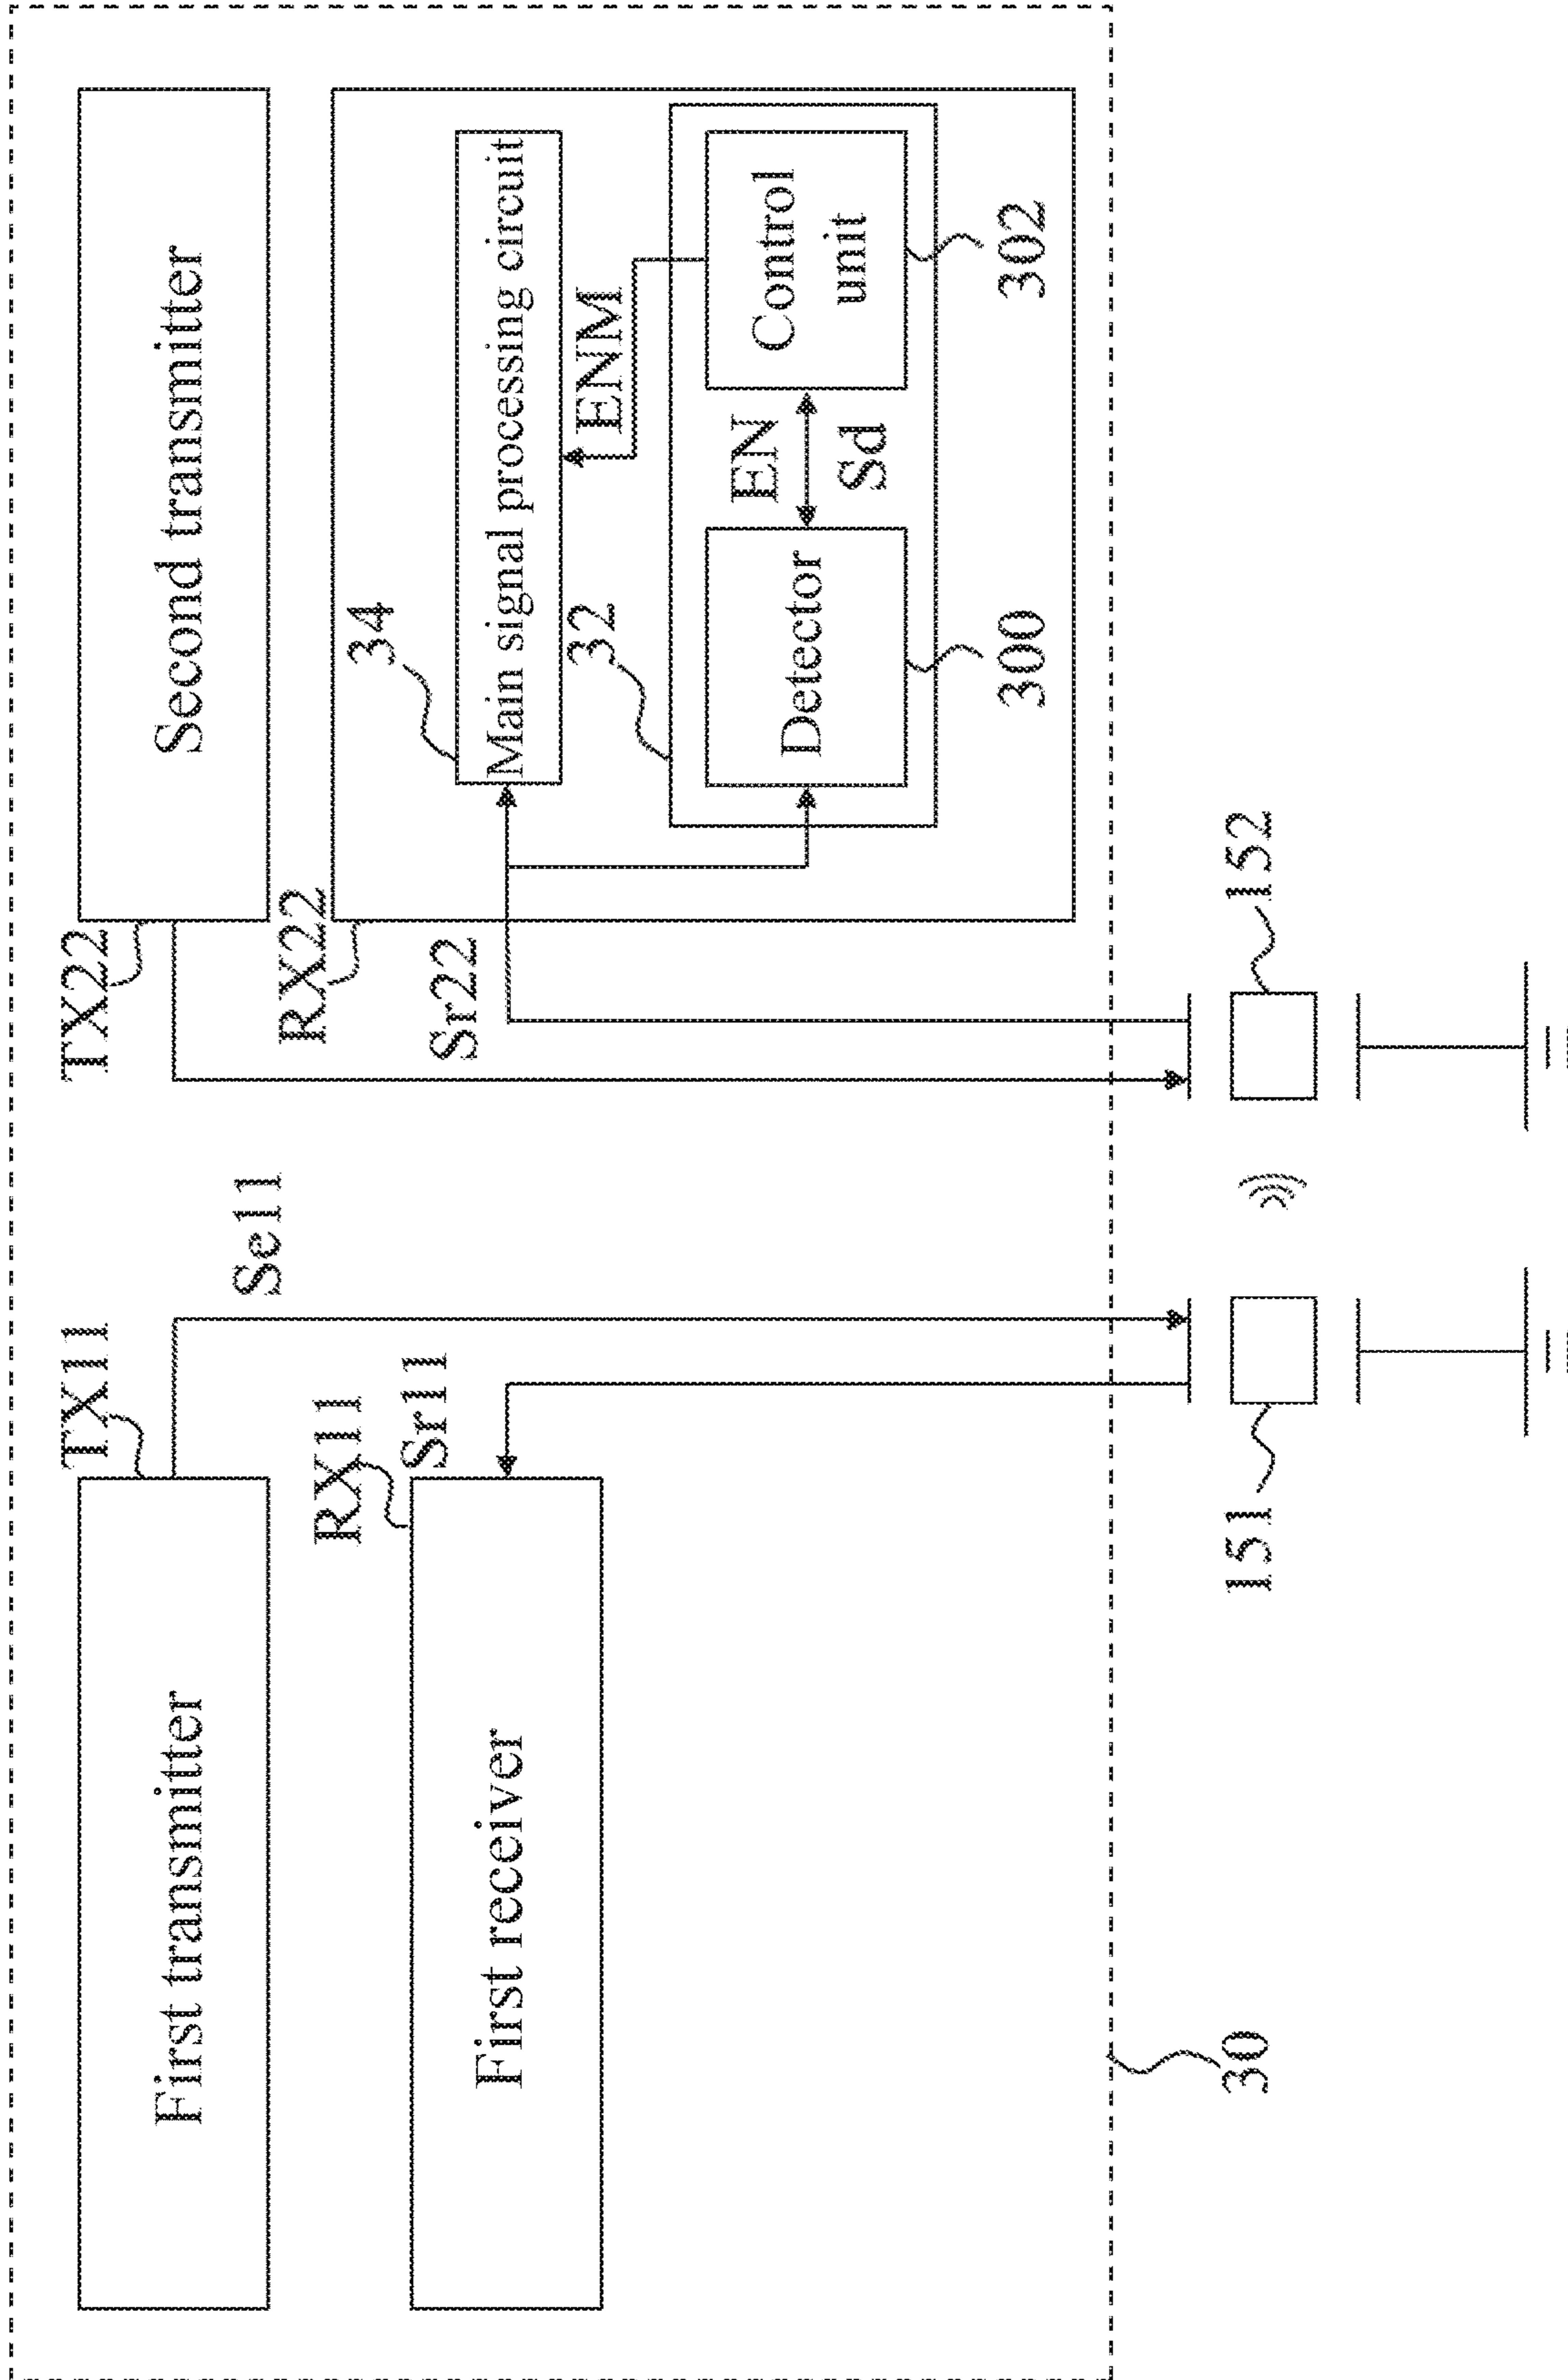 TX11
TX22
First transmitter
Second transmitter
Se11
RX22
RX11
34
Sr11
Sr22
First receiver
Main signal processing circuit
32
ENM
EN
Sd
Detector
Control
unit
300
302
30
151
152